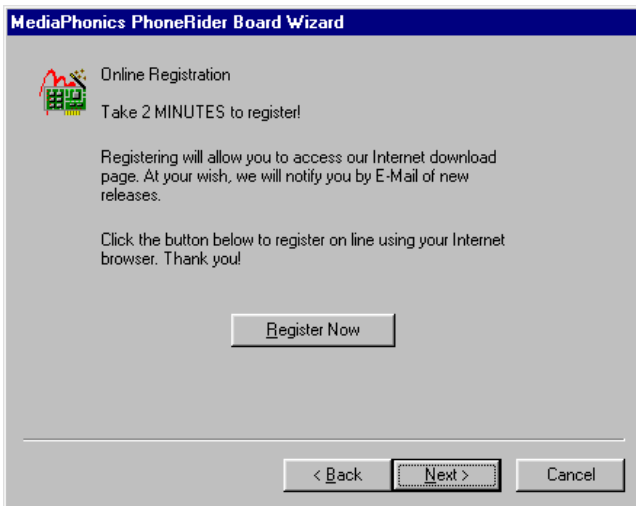 MediaPhonics PhoneRider Board Wizard
Online Registration
Take 2 MINUTES to register!
Registering will allow you to access our Internet download
page. At your wish, we will notify you by E-Mail of new
releases.
Click the button below to register on line using your Internet
browser. Thank you!
Register Now
< Back
Next >
Cancel